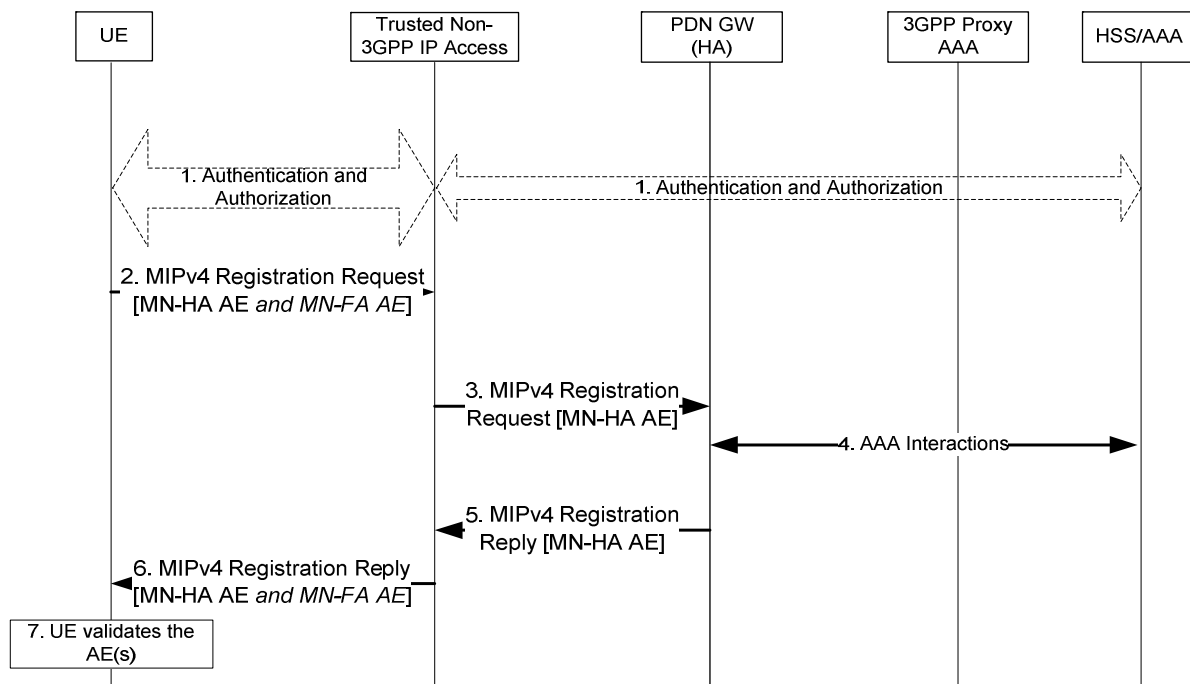 UE
Trusted Non-
3GPP IP Access
PDN GW
(HA)
3GPP Proxy
AAA
HSS/AAA
1. Authentication and
Authorization
1. Authentication and Authorization
2. MIPv4 Registration Request
[MN-HA AE and MN-FA AE]
3. MIPv4 Registration
Request [MN-HA AE]
4. AAA Interactions
5. MIPv4 Registration
Reply [MN-HA AE]
6. MIPv4 Registration Reply
[MN-HA AE and MN-FA AE]
7. UE validates the
AE(s)